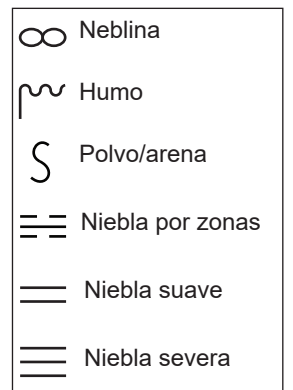 Neblina
Humo
Polvo/arena
Niebla por zonas
Niebla suave
Niebla severa